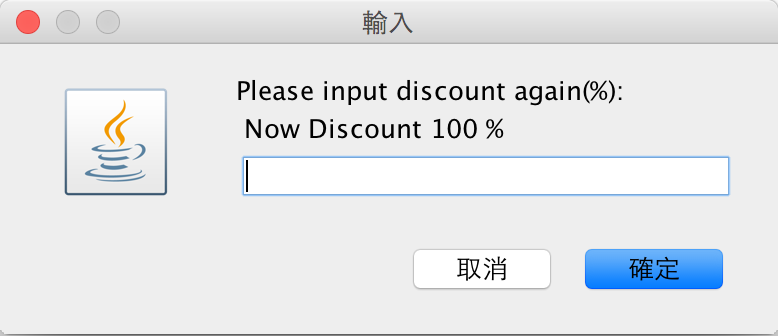 輸入
Please input discount again(%):
Now Discount 100 %
取消
確定